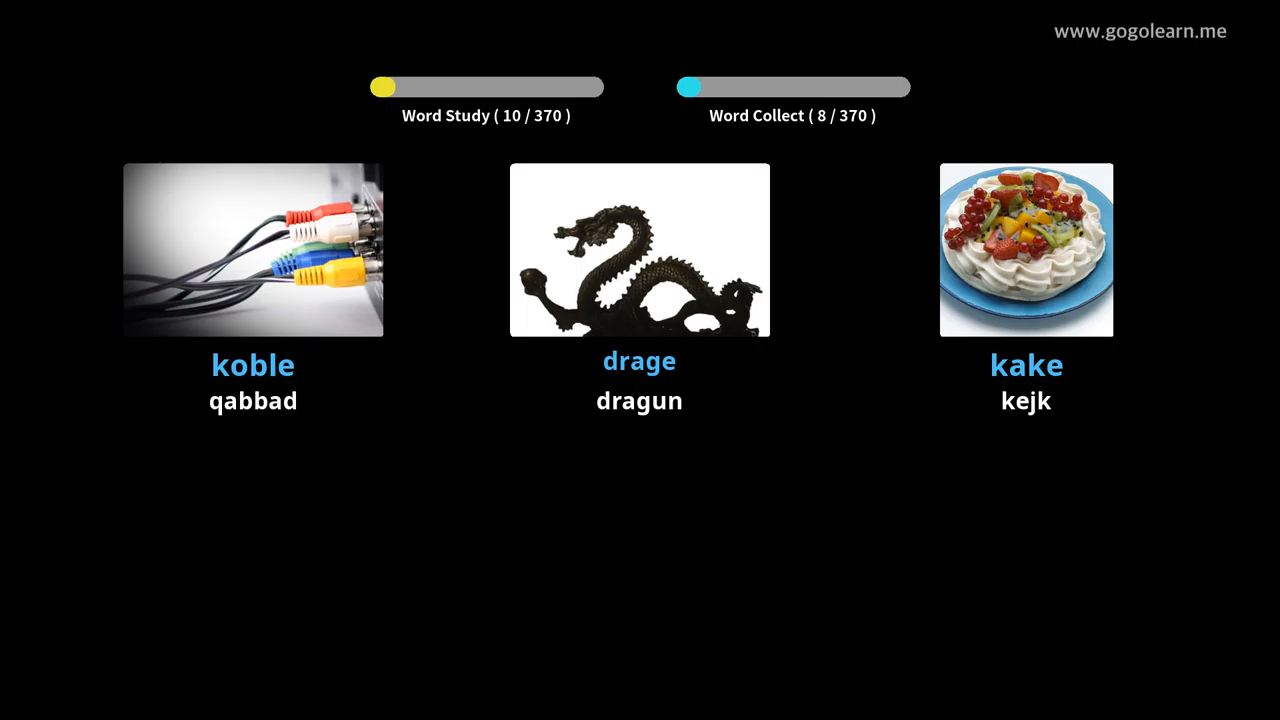 www.gogolearn.me
Word Study ( 10 / 370 )
Word Collect ( 8 / 370 )
koble
drage
kake
qabbad
dragun
kejk